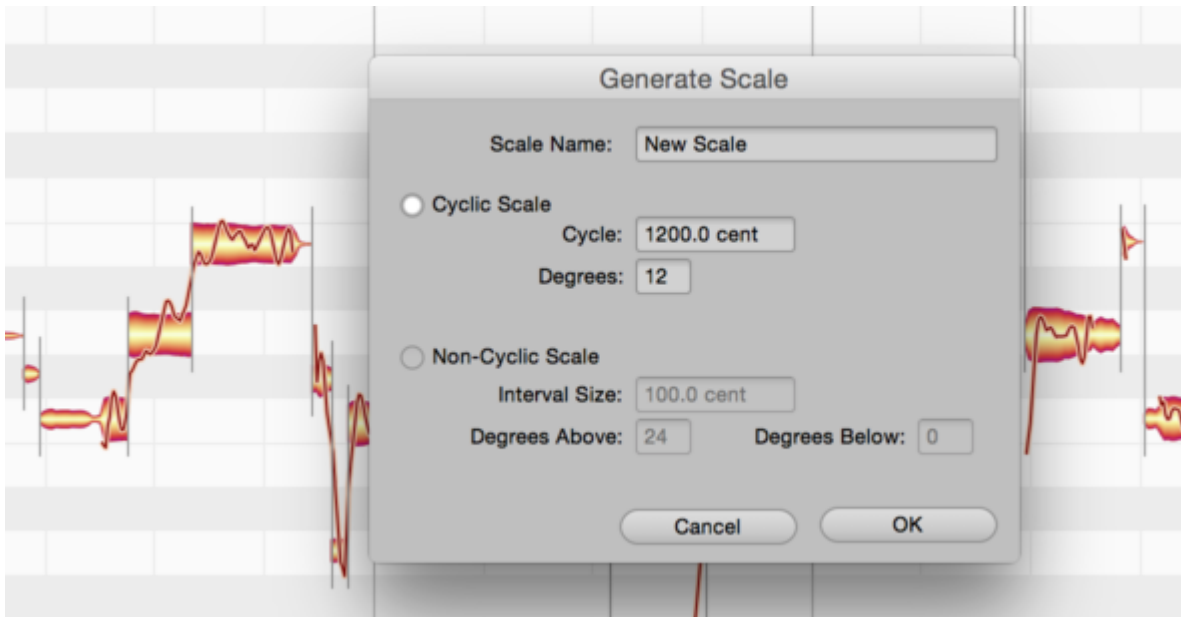 Generate Scale
Scale Name: New Scale
Cyclic Scale
Cycle: 1200.0 cent
Degrees: 12
Non-Cyclic Scale
Interval Size: 100.0 cent
Degrees Above: 24 Degrees Below: 0
Cancel OK